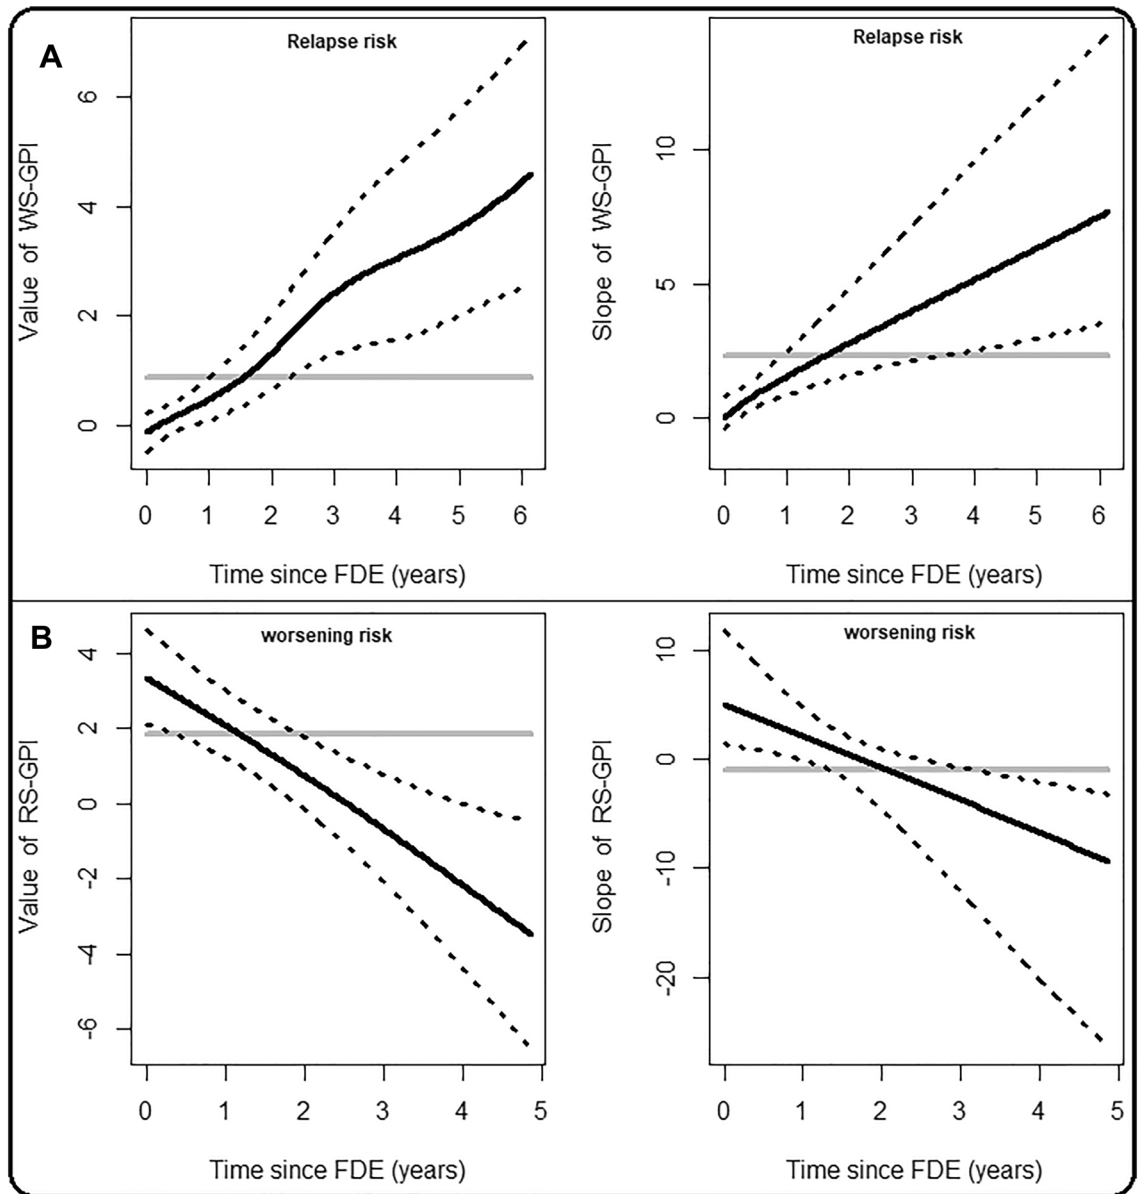 A
Relapse risk
Value of WS-GPI
6
4
2
0
0 1 2 3 4 5 6
Time since FDE (years)
Relapse risk
Slope of WS-GPI
10
5
0
0 1 2 3 4 5 6
Time since FDE (years)
B
worsening risk
Value of RS-GPI
4
2
0
-2
-4
-6
0 1 2 3 4 5
Time since FDE (years)
worsening risk
Slope of RS-GPI
10
0
-10
-20
0 1 2 3 4 5
Time since FDE (years)